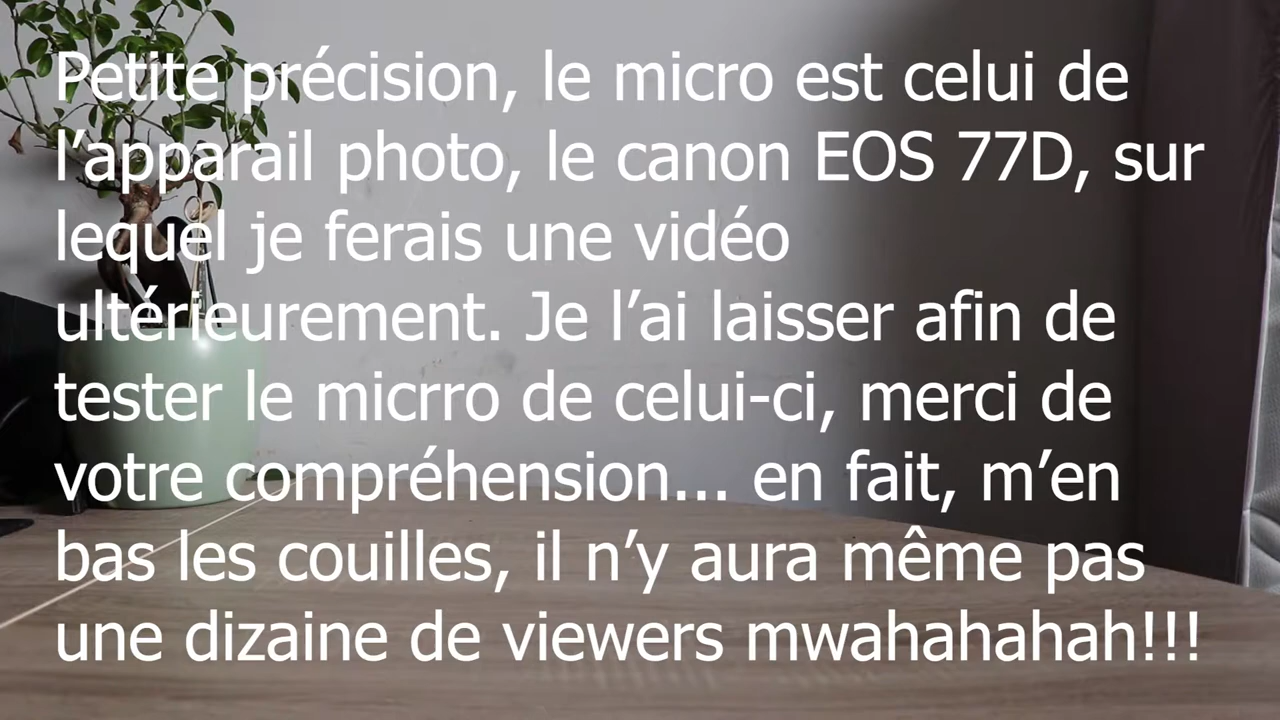 Petite précision, le micro est celui de
l’apparail photo, le canon EOS 77D, sur
lequel je ferais une vidéo
ultérieurement. Je l’ai laisser afin de
tester le micrro de celui-ci, merci de
votre compréhension... en fait, m’en
bas les couilles, il n’y aura même pas
une dizaine de viewers mwahahahah!!!